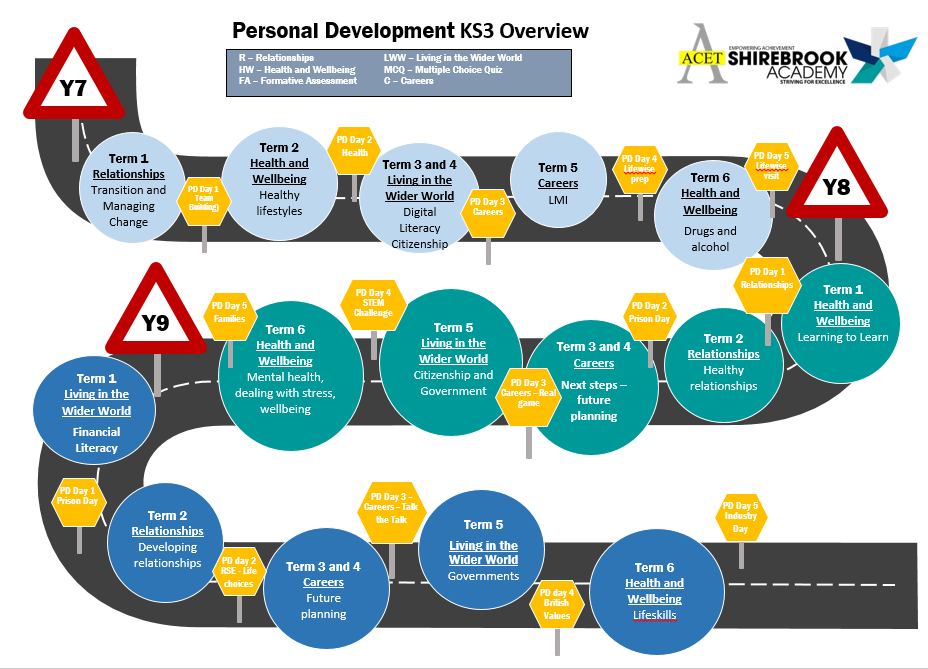 Personal Development KS3 Overview
R – Relationships
HW – Health and Wellbeing
FA – Formative Assessment
LWW – Living in the Wider World
MCQ – Multiple Choice Quiz
C – Careers
ACET
EMPOWERING ACHIEVEMENT
SHIREBROOK
ACADEMY
STRIVING FOR EXCELLENCE
Y7
Term 1
Relationships
Transition and
Managing
Change
PD Day 1
Team
Building)
Term 2
Health and
Wellbeing
Healthy
lifestyles
PD Day 2
Health
Term 3 and 4
Living in the
Wider World
Digital
Literacy
Citizenship
PD Day 3
Careers
Term 5
Careers
LMI
PD Day 4
Lifewise
prep
Term 6
Health and
Wellbeing
Drugs and
alcohol
PD Day 5
Lifewise
visit
Y8
Term 1
Health and
Wellbeing
Learning to Learn
PD Day 1
Relationships
Term 2
Relationships
Healthy
relationships
PD Day 2
Prison Day
Term 3 and 4
Careers
Next steps –
future
planning
PD Day 3
Careers – Real
game
Term 5
Living in the
Wider World
Citizenship and
Government
PD Day 4
STEM
Challenge
Term 6
Health and
Wellbeing
Mental health,
dealing with stress,
wellbeing
PD Day 5
Families
Y9
Term 1
Living in the
Wider World
Financial
Literacy
PD Day 1
Prison Day
Term 2
Relationships
Developing
relationships
PD day 2
RSE - Life
choices
Term 3 and 4
Careers
Future
planning
PD Day 3 –
Careers – Talk
the Talk
Term 5
Living in the
Wider World
Governments
PD day 4
British
Values
Term 6
Health and
Wellbeing
Lifeskills
PD Day 5
Industry
Day